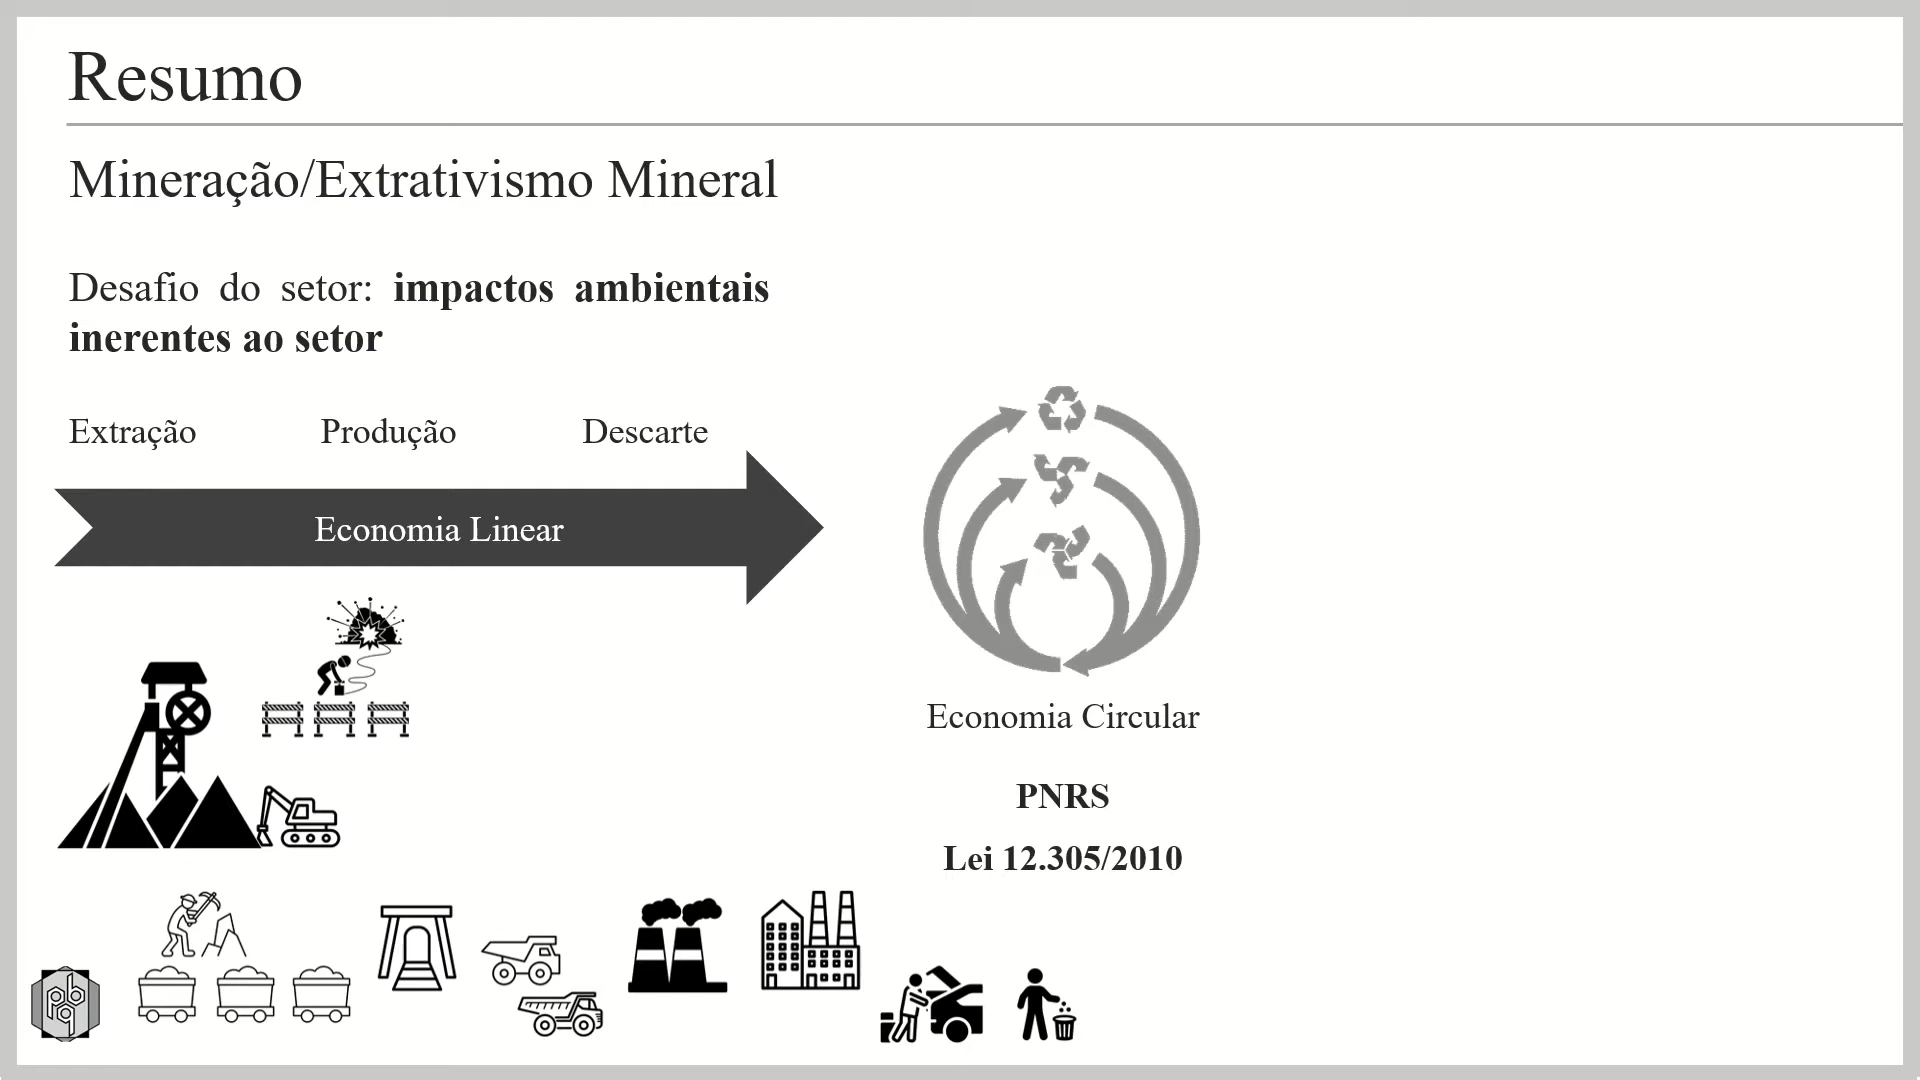 Resumo
Mineração/Extrativismo Mineral
Desafio do setor: impactos ambientais
inerentes ao setor
Extração Produção Descarte
Economia Linear
Economia Circular
PNRS
Lei 12.305/2010